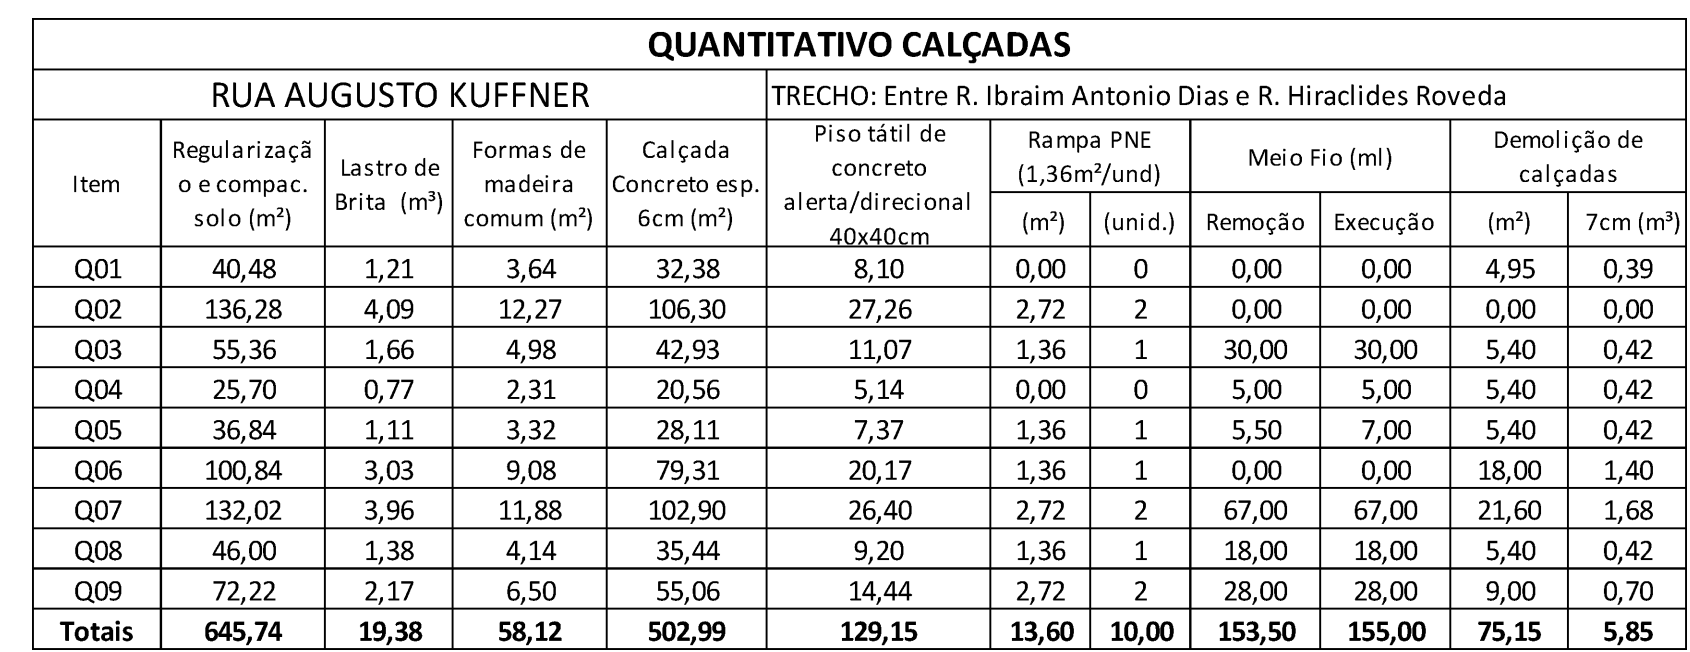 QUANTITATIVO CALÇADAS
RUA AUGUSTO KUFFNER TRECHO: Entre R. Ibraim Antonio Dias e R. Hiraclides Roveda
Item
Regularizaçã
o e compac.
solo (m²)
Lastro de
Brita (m³)
Formas de
madeira
comum (m²)
Calçada
Concreto esp.
6cm (m²)
Piso tátil de
concreto
alerta/direcional
40x40cm
Rampa PNE
(1,36m²/und)
(m²) (unid.)
Meio Fio (ml)
Remoção Execução
Demolição de
calçadas
(m²) 7cm (m³)
Q01 40,48 1,21 3,64 32,38 8,10 0,00 0 0,00 0,00 4,95 0,39
Q02 136,28 4,09 12,27 106,30 27,26 2,72 2 0,00 0,00 0,00 0,00
Q03 55,36 1,66 4,98 42,93 11,07 1,36 1 30,00 30,00 5,40 0,42
Q04 25,70 0,77 2,31 20,56 5,14 0,00 0 5,00 5,00 5,40 0,42
Q05 36,84 1,11 3,32 28,11 7,37 1,36 1 5,50 7,00 5,40 0,42
Q06 100,84 3,03 9,08 79,31 20,17 1,36 1 0,00 0,00 18,00 1,40
Q07 132,02 3,96 11,88 102,90 26,40 2,72 2 67,00 67,00 21,60 1,68
Q08 46,00 1,38 4,14 35,44 9,20 1,36 1 18,00 18,00 5,40 0,42
Q09 72,22 2,17 6,50 55,06 14,44 2,72 2 28,00 28,00 9,00 0,70
Totais 645,74 19,38 58,12 502,99 129,15 13,60 10,00 153,50 155,00 75,15 5,85